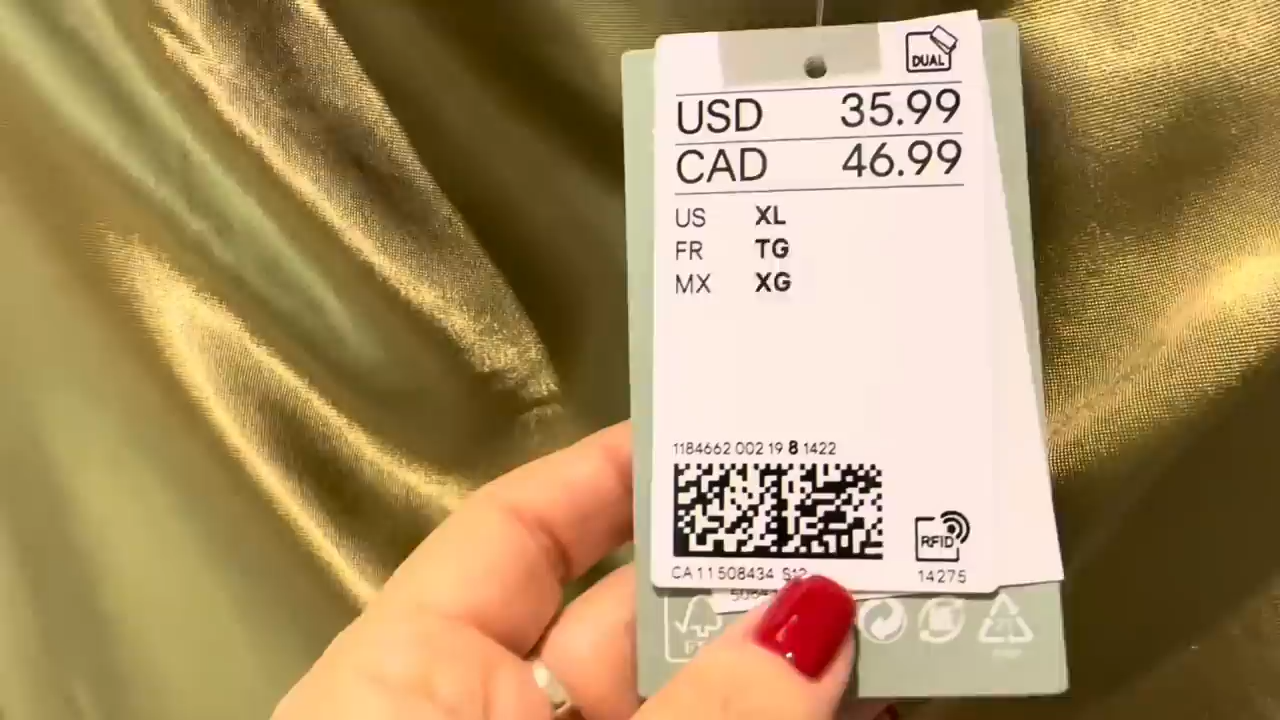 DUAL
USD 35.99
CAD 46.99
US XL
FR TG
MX XG
1184662 002 19 8 1422
RFID
CA 11 508434 S12
14275